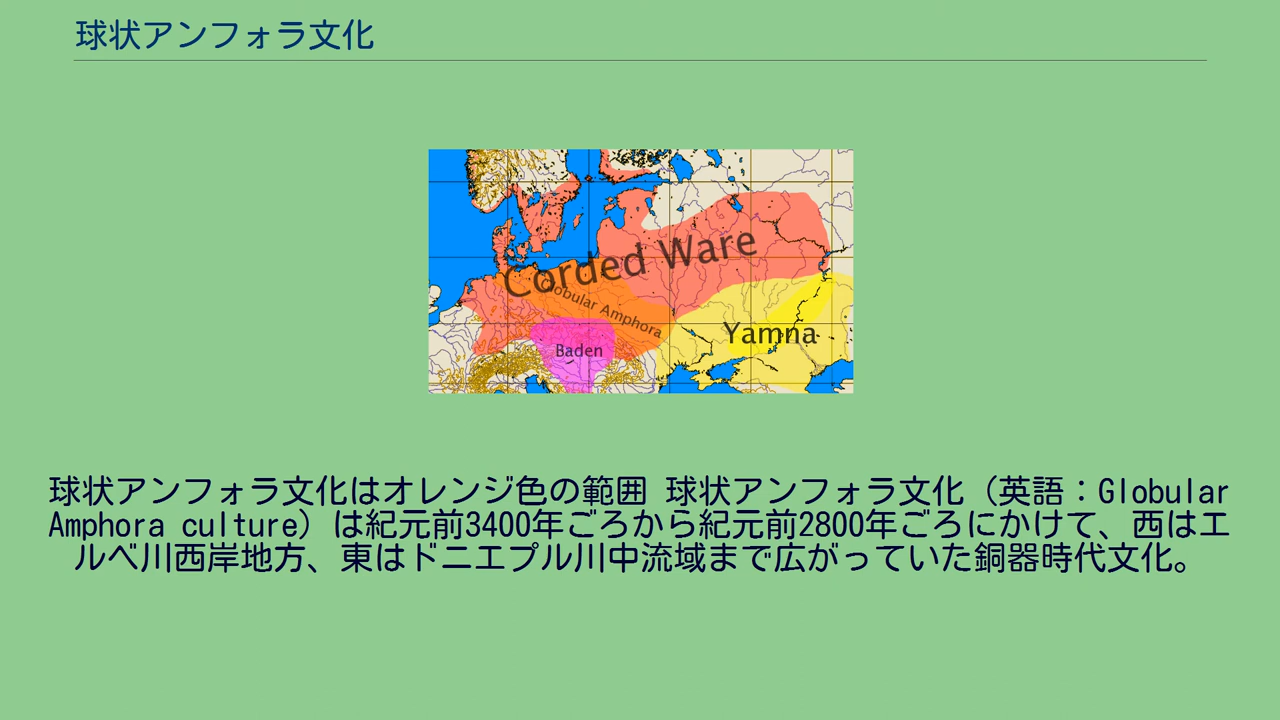 球状アンフォラ文化
Corded Ware
Globular Amphora
Yamna
Baden
球状アンフォラ文化はオレンジ色の範囲 球状アンフォラ文化（英語：Globular
Amphora culture）は紀元前3400年ごろから紀元前2800年ごろにかけて、西はエ
ルベ川西岸地方、東はドニエプル川中流域まで広がっていた銅器時代文化。